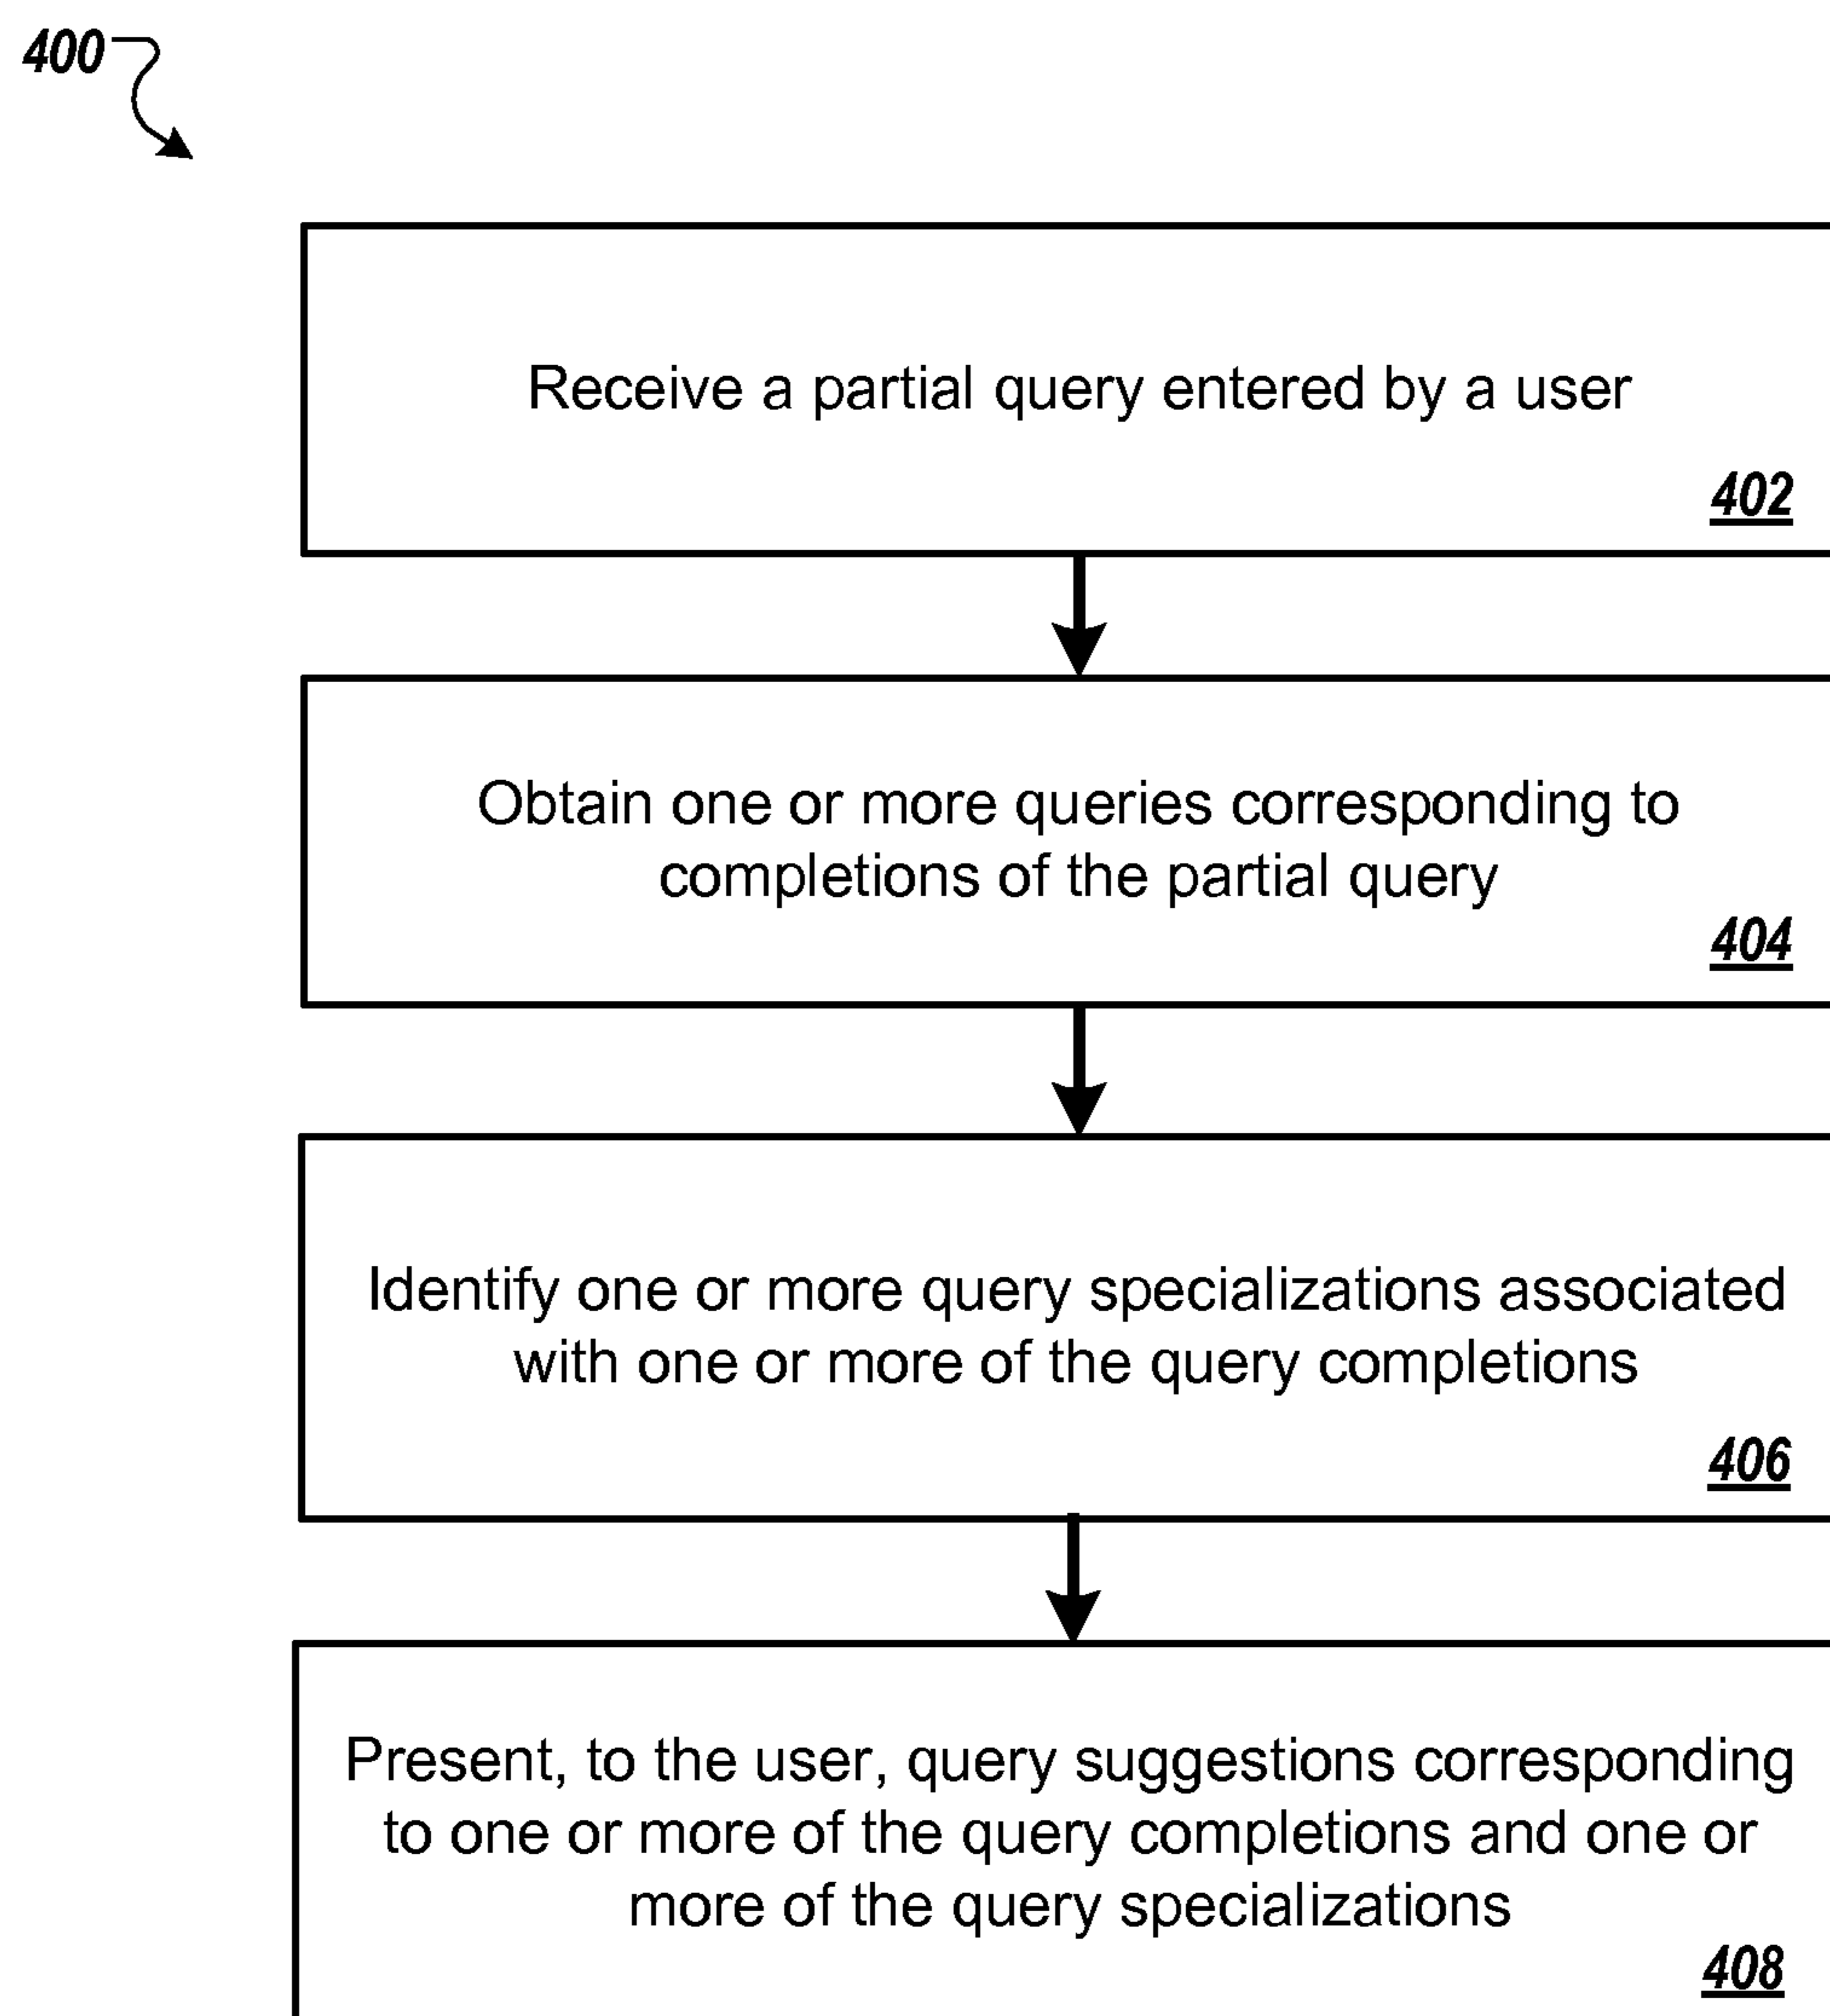 400
Receive a partial query entered by a user
402
Obtain one or more queries corresponding to
completions of the partial query
404
Identify one or more query specializations associated
with one or more of the query completions
406
Present, to the user, query suggestions corresponding
to one or more of the query completions and one or
more of the query specializations
408